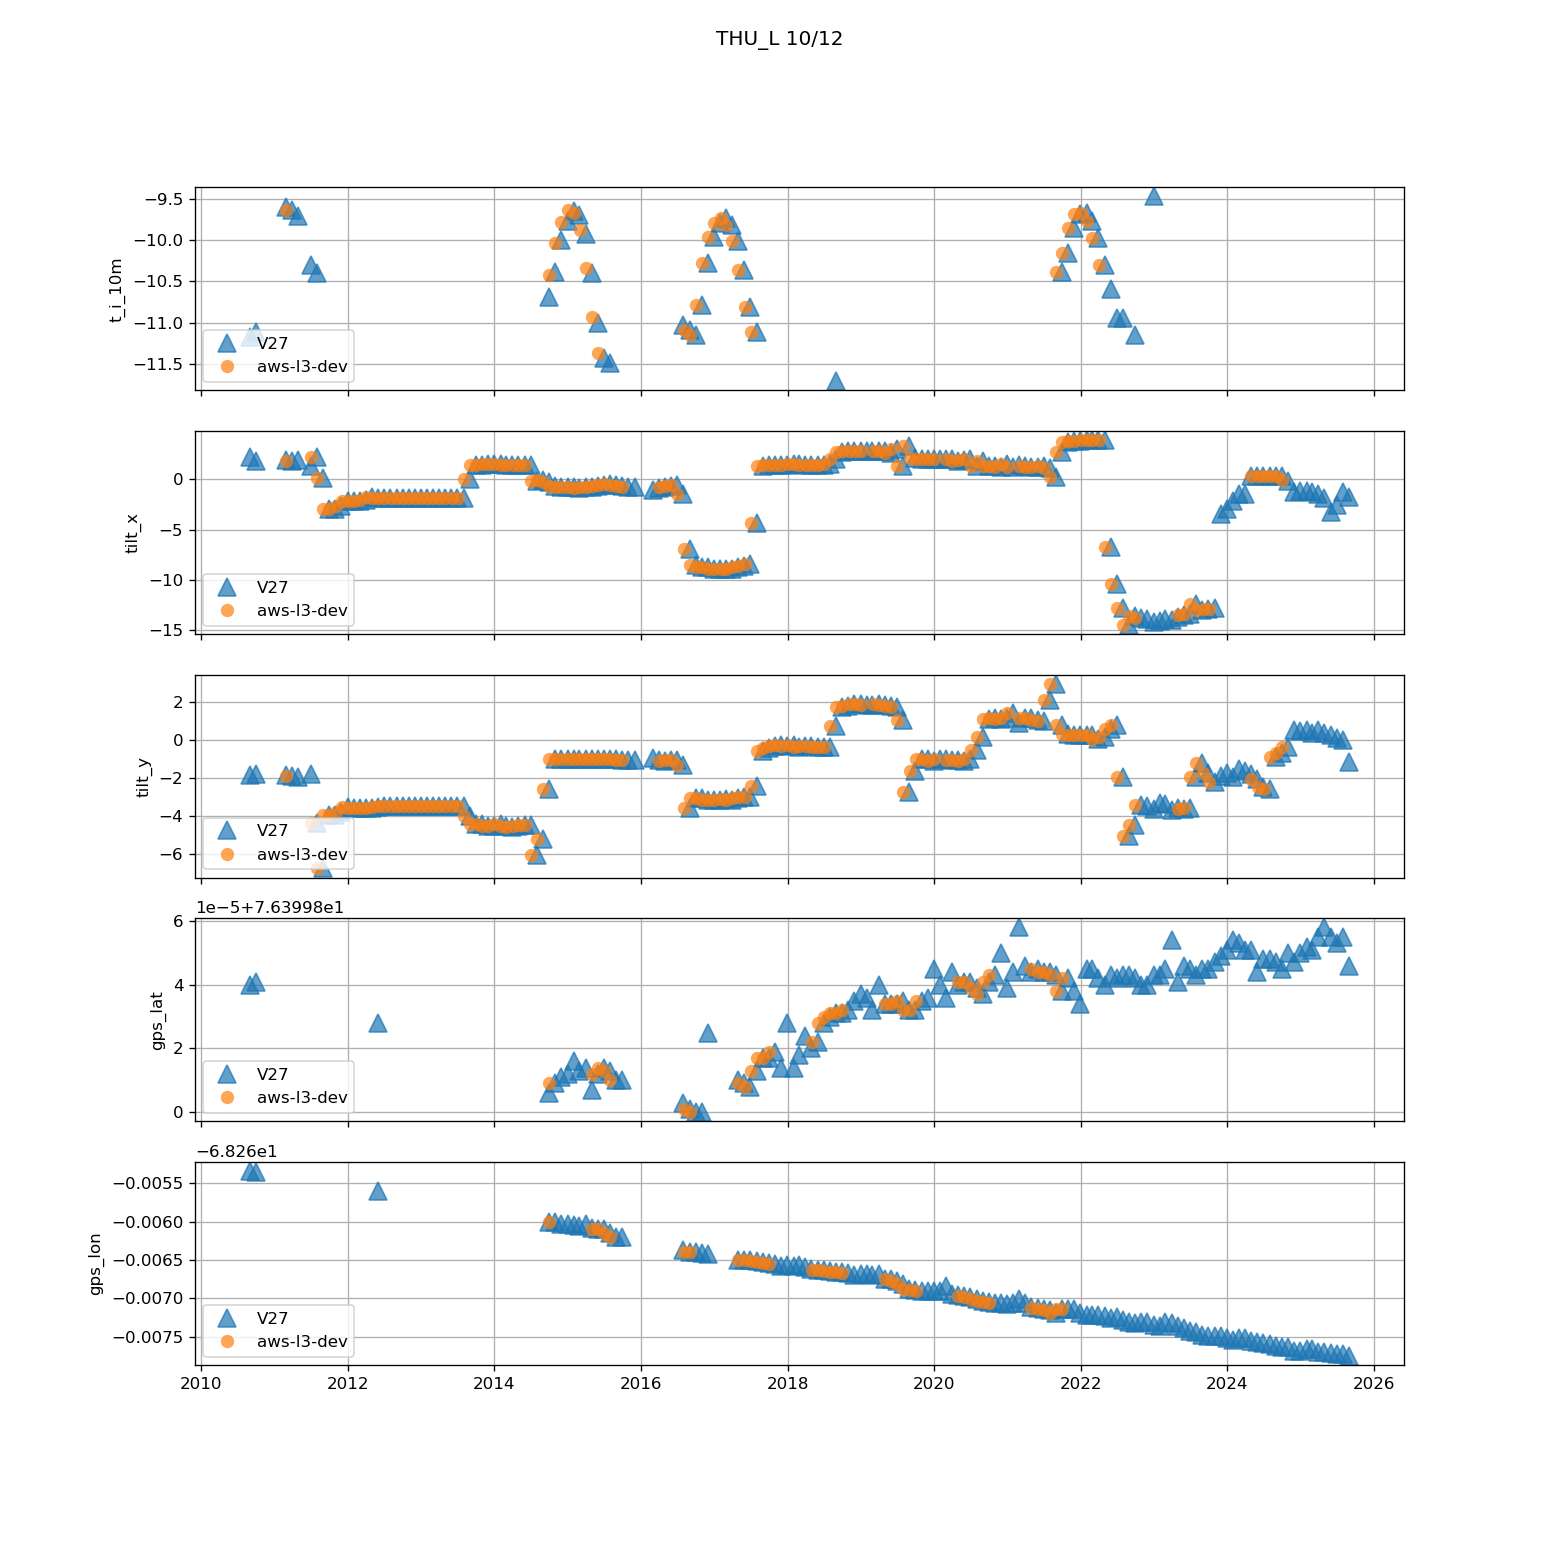 THU_L 10/12
−9.5
−10.0
−10.5
−11.0
−11.5
t_i_10m
V27
aws-l3-dev
0
−5
−10
−15
tilt_x
V27
aws-l3-dev
2
0
−2
−4
−6
tilt_y
V27
aws-l3-dev
1e−5+7.63998e1
6
4
2
0
gps_lat
V27
aws-l3-dev
−6.826e1
−0.0055
−0.0060
−0.0065
−0.0070
−0.0075
gps_lon
V27
aws-l3-dev
2010 2012 2014 2016 2018 2020 2022 2024 2026